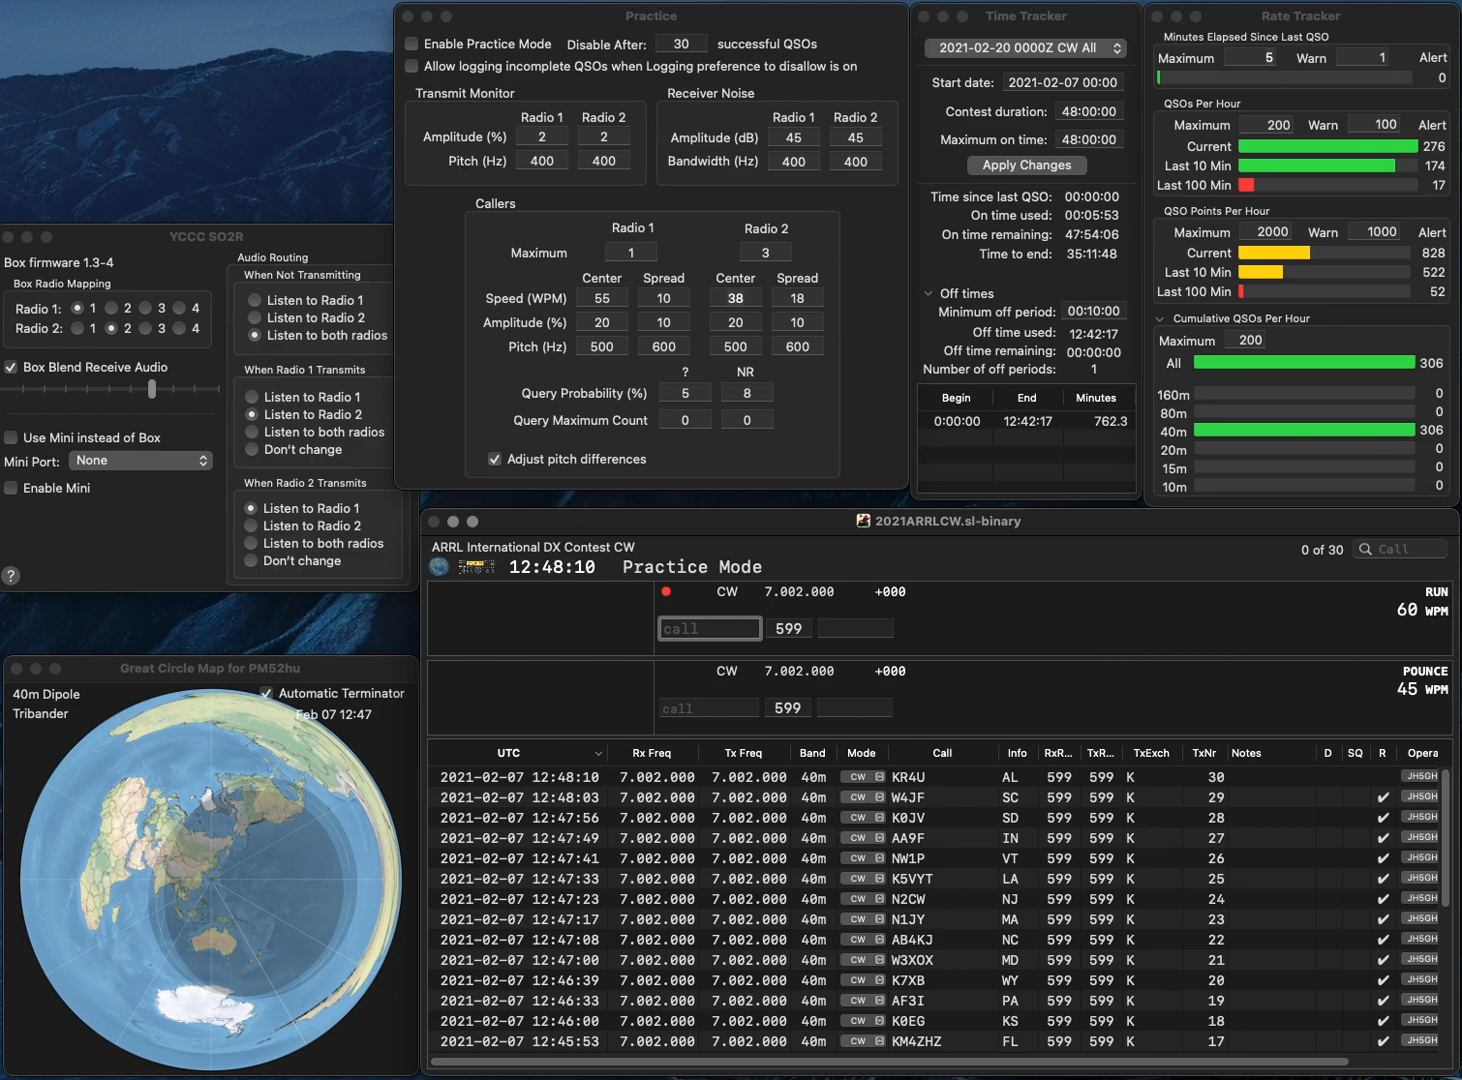 Practice
Enable Practice Mode Disable After: 30 successful QSOs
Allow logging incomplete QSOs when Logging preference to disallow is on
Transmit Monitor
Radio 1 Radio 2
Amplitude (%) 2 2
Pitch (Hz) 400 400
Receiver Noise
Radio 1 Radio 2
Amplitude (dB) 45 45
Bandwidth (Hz) 400 400
Callers
Radio 1 Radio 2
Maximum 1 3
Center Spread Center Spread
Speed (WPM) 55 10 38 18
Amplitude (%) 20 10 20 10
Pitch (Hz) 500 600 500 600
? NR
Query Probability (%) 5 8
Query Maximum Count 0 0
Adjust pitch differences
Time Tracker
2021-02-20 0000Z CW All
Start date: 2021-02-07 00:00
Contest duration: 48:00:00
Maximum on time: 48:00:00
Apply Changes
Time since last QSO: 00:00:00
On time used: 00:05:53
On time remaining: 47:54:06
Time to end: 35:11:48
Off times
Minimum off period: 00:10:00
Off time used: 12:42:17
Off time remaining: 00:00:00
Number of off periods: 1
Begin End Minutes
0:00:00 12:42:17 762.3
Rate Tracker
Minutes Elapsed Since Last QSO
Maximum 5 Warn 1 Alert
0
QSOs Per Hour
Maximum 200 Warn 100 Alert
Current 276
Last 10 Min 174
Last 100 Min 17
QSO Points Per Hour
Maximum 2000 Warn 1000 Alert
Current 828
Last 10 Min 522
Last 100 Min 52
Cumulative QSOs Per Hour
Maximum 200
All 306
160m 0
80m 0
40m 306
20m 0
15m 0
10m 0
YCCC SO2R
Box firmware 1.3-4
Box Radio Mapping
Radio 1: 1 2 3 4
Radio 2: 1 2 3 4
Box Blend Receive Audio
Use Mini instead of Box
Mini Port: None
Enable Mini
?
Audio Routing
When Not Transmitting
Listen to Radio 1
Listen to Radio 2
Listen to both radios
When Radio 1 Transmits
Listen to Radio 1
Listen to Radio 2
Listen to both radios
Don't change
When Radio 2 Transmits
Listen to Radio 1
Listen to Radio 2
Listen to both radios
Don't change
Great Circle Map for PM52hu
40m Dipole
Tribander
Automatic Terminator
Feb 07 12:47
2021ARRLCW.sl-binary
ARRL International DX Contest CW
0 of 30 Call
12:48:10 Practice Mode
CW 7.002.000 +000 RUN
60 WPM
call 599
CW 7.002.000 +000 POUNCE
45 WPM
call 599
UTC Rx Freq Tx Freq Band Mode Call Info RxR... TxR... TxExch TxNr Notes D SQ R Opera
2021-02-07 12:48:10 7.002.000 7.002.000 40m CW KR4U AL 599 599 K 30 JH5GH
2021-02-07 12:48:03 7.002.000 7.002.000 40m CW W4JF SC 599 599 K 29 ✔ JH5GH
2021-02-07 12:47:56 7.002.000 7.002.000 40m CW K0JV SD 599 599 K 28 ✔ JH5GH
2021-02-07 12:47:49 7.002.000 7.002.000 40m CW AA9F IN 599 599 K 27 ✔ JH5GH
2021-02-07 12:47:41 7.002.000 7.002.000 40m CW NW1P VT 599 599 K 26 ✔ JH5GH
2021-02-07 12:47:33 7.002.000 7.002.000 40m CW K5VYT LA 599 599 K 25 ✔ JH5GH
2021-02-07 12:47:23 7.002.000 7.002.000 40m CW N2CW NJ 599 599 K 24 ✔ JH5GH
2021-02-07 12:47:17 7.002.000 7.002.000 40m CW N1JY MA 599 599 K 23 ✔ JH5GH
2021-02-07 12:47:08 7.002.000 7.002.000 40m CW AB4KJ NC 599 599 K 22 ✔ JH5GH
2021-02-07 12:47:00 7.002.000 7.002.000 40m CW W3XOX MD 599 599 K 21 ✔ JH5GH
2021-02-07 12:46:39 7.002.000 7.002.000 40m CW K7XB WY 599 599 K 20 ✔ JH5GH
2021-02-07 12:46:33 7.002.000 7.002.000 40m CW AF3I PA 599 599 K 19 ✔ JH5GH
2021-02-07 12:46:00 7.002.000 7.002.000 40m CW K0EG KS 599 599 K 18 ✔ JH5GH
2021-02-07 12:45:53 7.002.000 7.002.000 40m CW KM4ZHZ FL 599 599 K 17 ✔ JH5GH